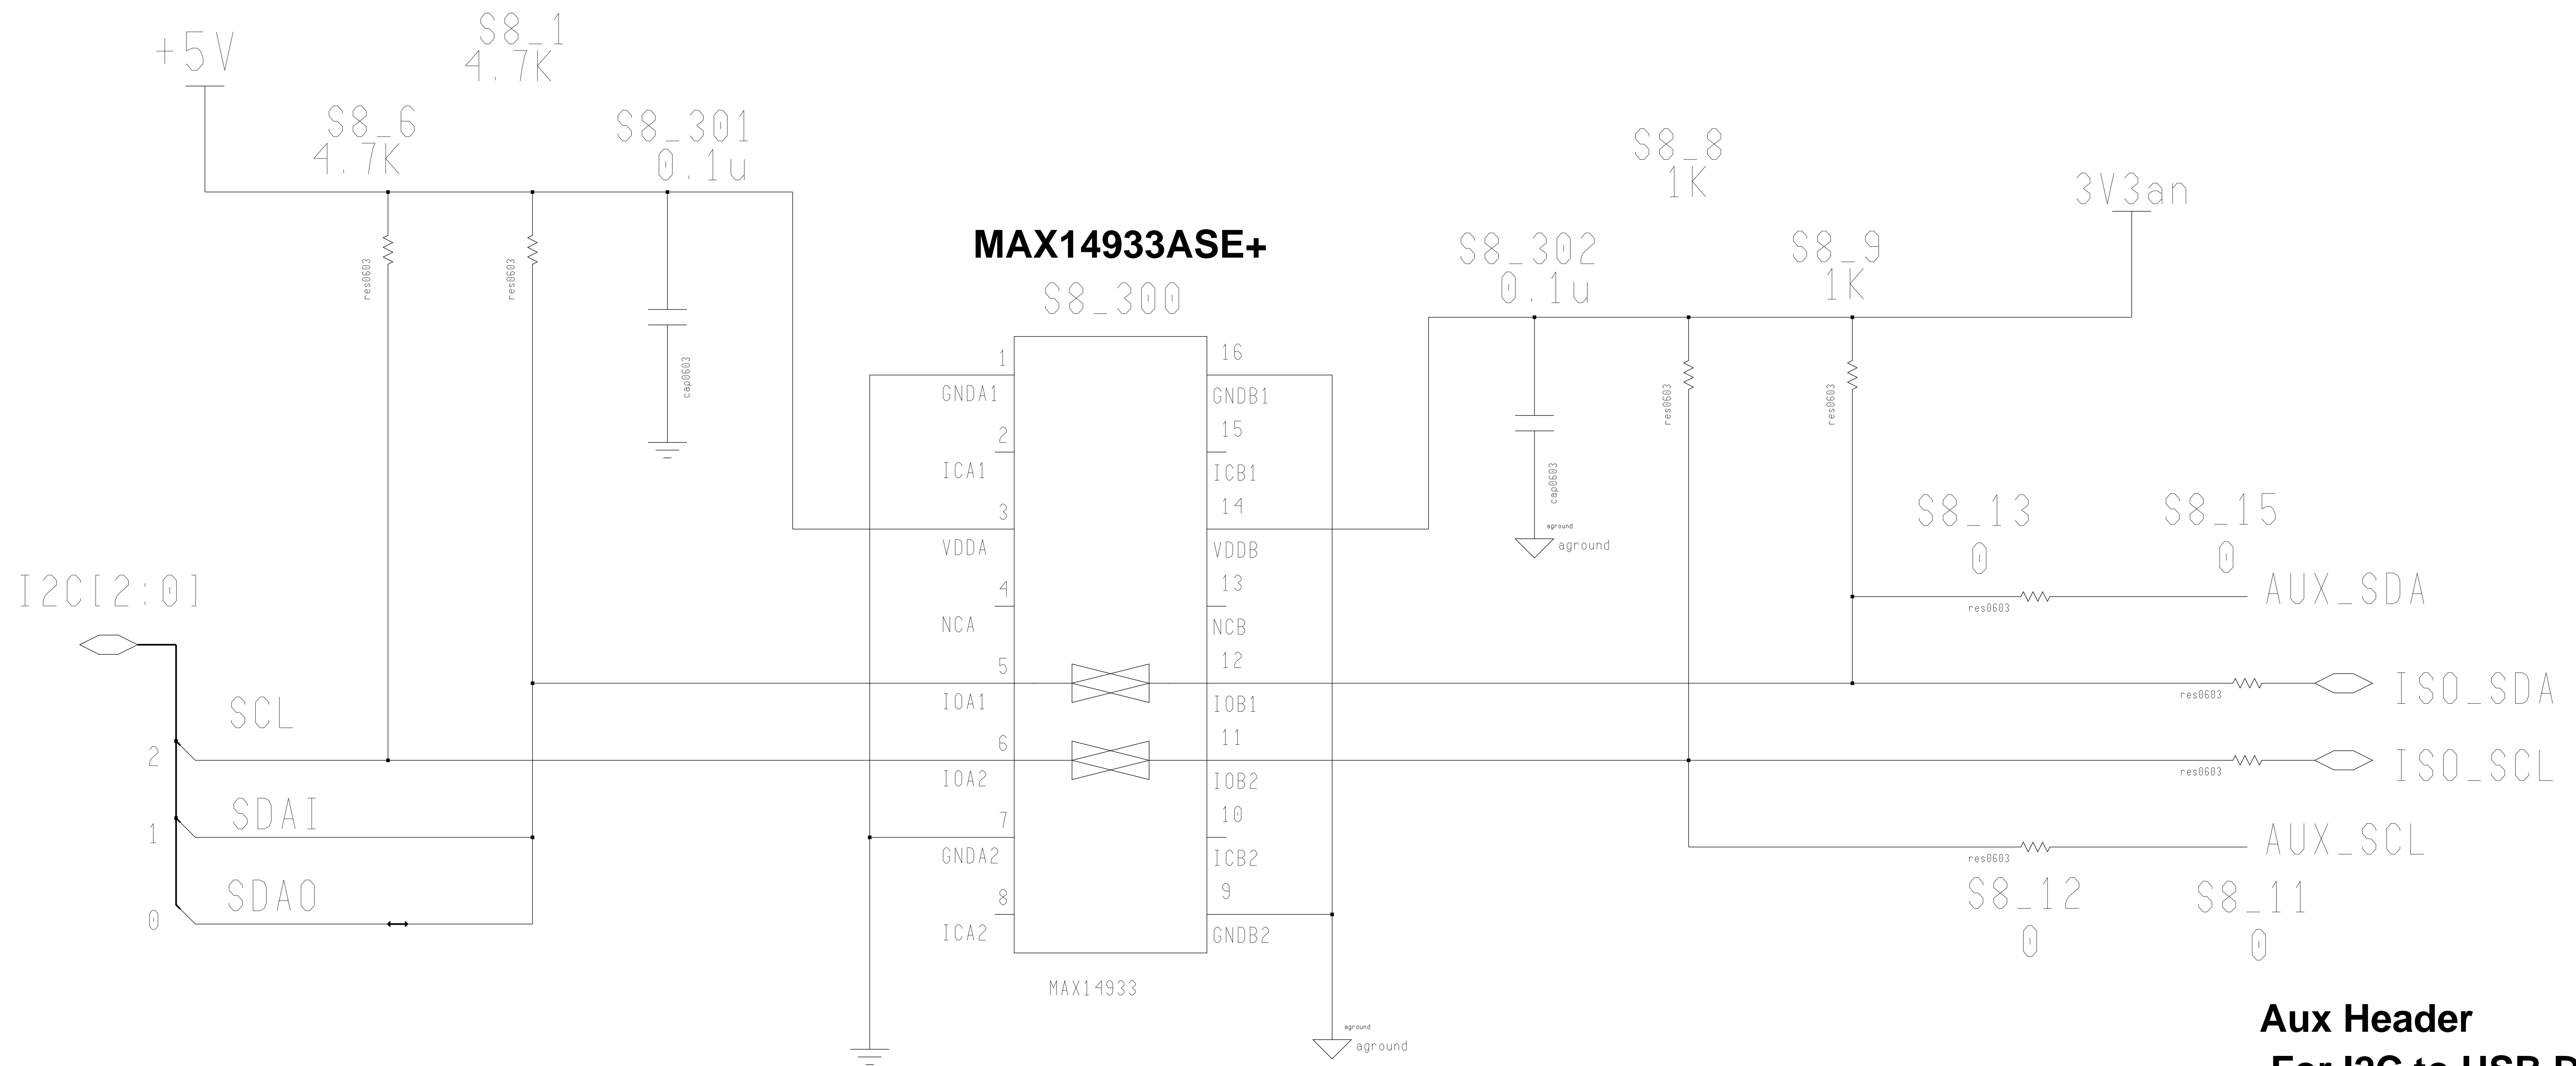 +5V
S8_1
4.7K
S8_6
4.7K
S8_301
0.1u
res0603
res0603
cap0603
MAX14933ASE+
S8_300
S8_302
0.1u
S8_8
1K
S8_9
1K
3V3an
cap0603
res0603
res0603
aground
aground
1
GNDA1
2
ICA1
3
VDDA
4
NCA
5
IOA1
6
IOA2
7
GNDA2
8
ICA2
16
GNDB1
15
ICB1
14
VDDB
13
NCB
12
IOB1
11
IOB2
10
ICB2
9
GNDB2
MAX14933
aground
aground
I2C[2:0]
SCL
2
SDAI
1
SDAO
0
S8_13
0
S8_15
0
res0603
AUX_SDA
res0603
ISO_SDA
res0603
ISO_SCL
res0603
AUX_SCL
S8_12
0
S8_11
0
Aux Header